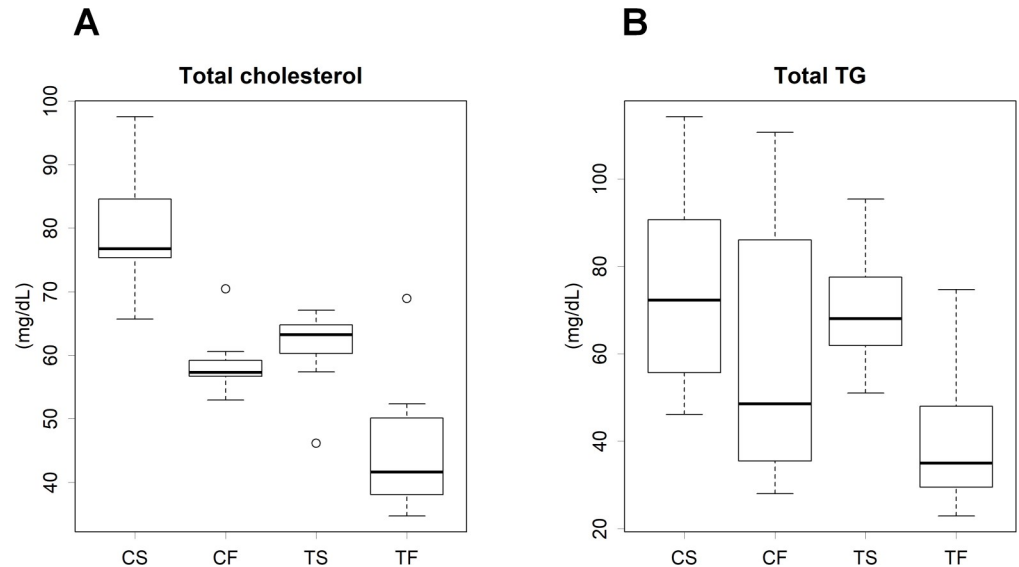 A
B
Total cholesterol
Total TG
(mg/dL)
100
90
80
70
60
50
40
CS CF TS TF
(mg/dL)
100
80
60
40
20
CS CF TS TF